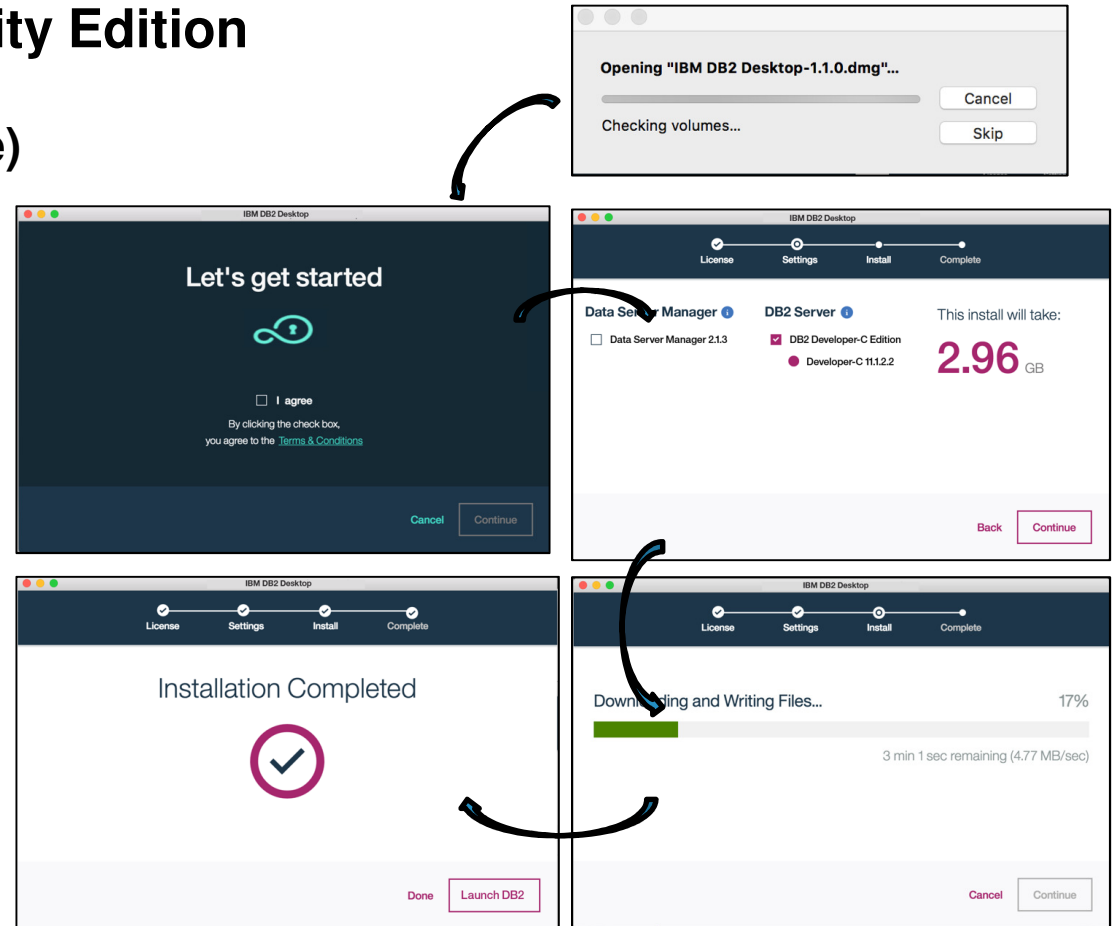 ity Edition
e)
Opening "IBM DB2 Desktop-1.1.0.dmg"...
Cancel
Checking volumes...
Skip
IBM DB2 Desktop
Let's get started
I agree
By clicking the check box,
you agree to the Terms & Conditions
Cancel Continue
IBM DB2 Desktop
License Settings Install Complete
Data Server Manager DB2 Server This install will take:
Data Server Manager 2.1.3 DB2 Developer-C Edition
Developer-C 11.1.2.2
2.96 GB
Back Continue
IBM DB2 Desktop
License Settings Install Complete
Downloading and Writing Files... 17%
3 min 1 sec remaining (4.77 MB/sec)
Cancel Continue
IBM DB2 Desktop
License Settings Install Complete
Installation Completed
Done Launch DB2